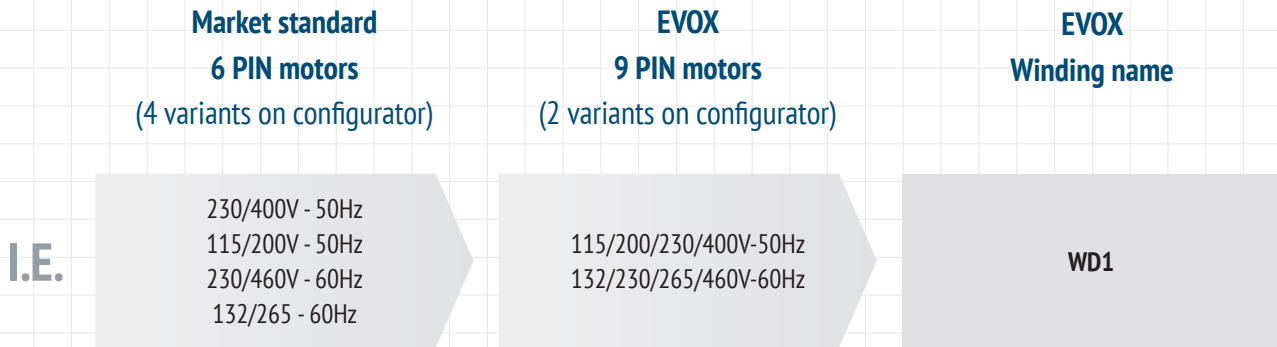 Market standard
6 PIN motors
(4 variants on configurator)
EVOX
9 PIN motors
(2 variants on configurator)
EVOX
Winding name
I.E.
230/400V - 50Hz
115/200V - 50Hz
230/460V - 60Hz
132/265 - 60Hz
115/200/230/400V-50Hz
132/230/265/460V-60Hz
WD1